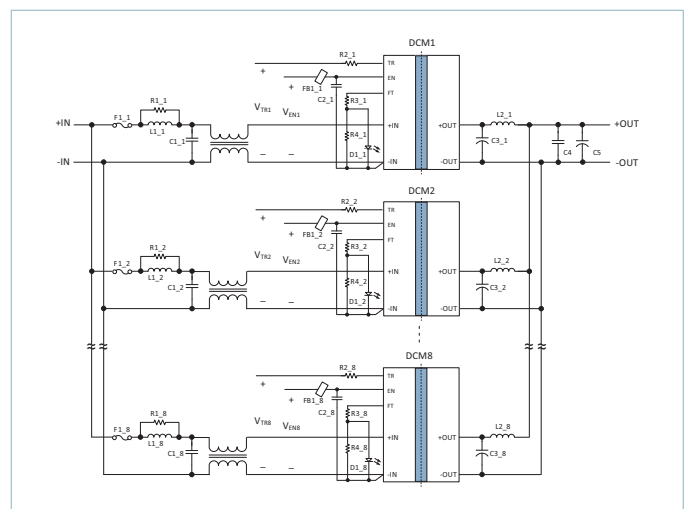 DCM1
R2_1
TR
+
EN
+
FB1_1
C2_1
FT
R3_1
R1_1
F1_1
L1_1
VTR1
VEN1
+IN
+IN
+OUT
L2_1
+OUT
C1_1
R4_1
D1_1
C3_1
C4
C5
-IN
–
–
-IN
-OUT
-OUT
DCM2
R2_2
TR
+
EN
+
FB1_2
C2_2
FT
R3_2
R1_2
F1_2
L1_2
VTR2
VEN2
+IN
+OUT
L2_2
C1_2
R4_2
D1_2
C3_2
–
–
-IN
-OUT
DCM8
R2_8
TR
+
EN
+
FB1_8
C2_8
FT
R3_8
R1_8
F1_8
L1_8
VTR8
VEN8
+IN
+OUT
L2_8
C1_8
R4_8
D1_8
C3_8
–
–
-IN
-OUT